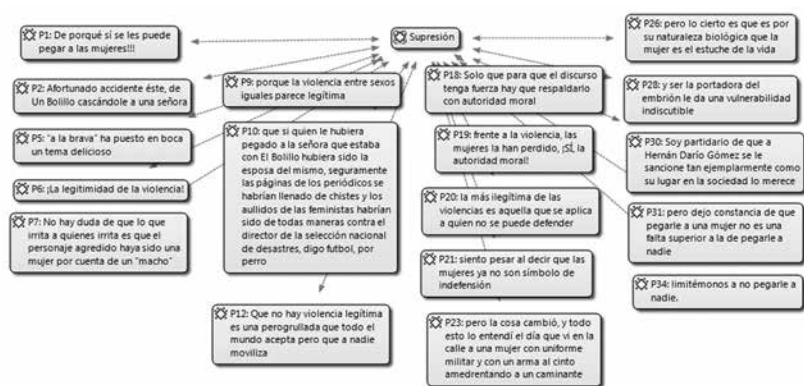 P1: De porqué sí se les puede
pegar a las mujeres!!!
Supresión
P26: pero lo cierto es que es por
su naturaleza biológica que la
mujer es el estuche de la vida
P2: Afortunado accidente éste, de
Un Bolillo cascándole a una señora
P9: porque la violencia entre sexos
iguales parece legítima
P18: Solo que para que el discurso
tenga fuerza hay que respaldarlo
con autoridad moral
P28: y ser la portadora del
embrión le da una vulnerabilidad
indiscutible
P5: "a la brava" ha puesto en boca
un tema delicioso
P10: que si quien le hubiera
pegado a la señora que estaba
con El Bolillo hubiera sido la
esposa del mismo, seguramente
las páginas de los periódicos se
habrían llenado de chistes y los
aullidos de las feministas habrían
sido de todas maneras contra el
director de la selección nacional
de desastres, digo futbol, por
perro
P19: frente a la violencia, las
mujeres la han perdido, ¡SÍ, la
autoridad moral!
P30: Soy partidario de que a
Hernán Darío Gómez se le
sancione tan ejemplarmente como
su lugar en la sociedad lo merece
P6: ¡La legitimidad de la violencia!
P20: la más ilegítima de las
violencias es aquella que se aplica
a quien no se puede defender
P31: pero dejo constancia de que
pegarle a una mujer no es una
falta superior a la de pegarle a
nadie
P7: No hay duda de que lo que
irrita a quienes irrita es que el
personaje agredido haya sido una
mujer por cuenta de un "macho"
P21: siento pesar al decir que las
mujeres ya no son símbolo de
indefensión
P34: limitémonos a no pegarle a
nadie.
P12: Que no hay violencia legítima
es una perogrullada que todo el
mundo acepta pero que a nadie
moviliza
P23: pero la cosa cambió, y todo
esto lo entendí el día que vi en la
calle a una mujer con uniforme
militar y con un arma al cinto
amedrentando a un caminante